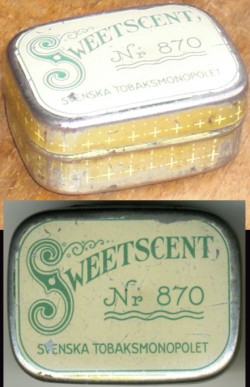 SWEETSCENT,
Nr 870
SVENSKA TOBAKSMONOPOLET
SWEETSCENT,
Nr 870
SVENSKA TOBAKSMONOPOLET